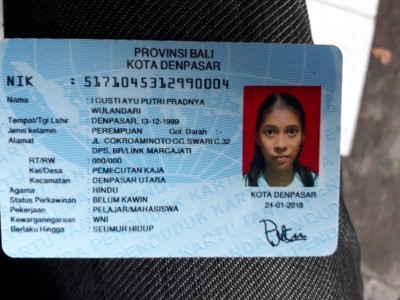 PROVINSI BALI
KOTA DENPASAR
NIK : 5171045312990004
Nama : I GUSTI AYU PUTRI PRADNYA
WULANDARI
Tempat/Tgl Lahir : DENPASAR, 13-12-1999
Jenis kelamin : PEREMPUAN Gol. Darah : -
Alamat : JL. COKROAMINOTO GG.SWARI C.32
DPS, BR/LINK MARGAJATI
RT/RW : 000/000
Kel/Desa : PEMECUTAN KAJA
Kecamatan : DENPASAR UTARA
Agama : HINDU
Status Perkawinan : BELUM KAWIN
Pekerjaan : PELAJAR/MAHASISWA
Kewarganegaraan : WNI
Berlaku Hingga : SEUMUR HIDUP
KOTA DENPASAR
24-01-2018